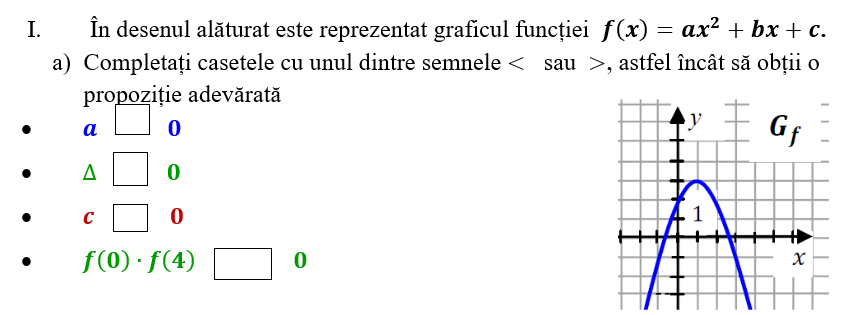 I. În desenul alăturat este reprezentat graficul funcției f(x) = ax² + bx + c.
a) Completați casetele cu unul dintre semnele < sau >, astfel încât să obții o
propoziție adevărată
• a 0
• Δ 0
• c 0
• f(0) · f(4) 0
y
G_f
1
x